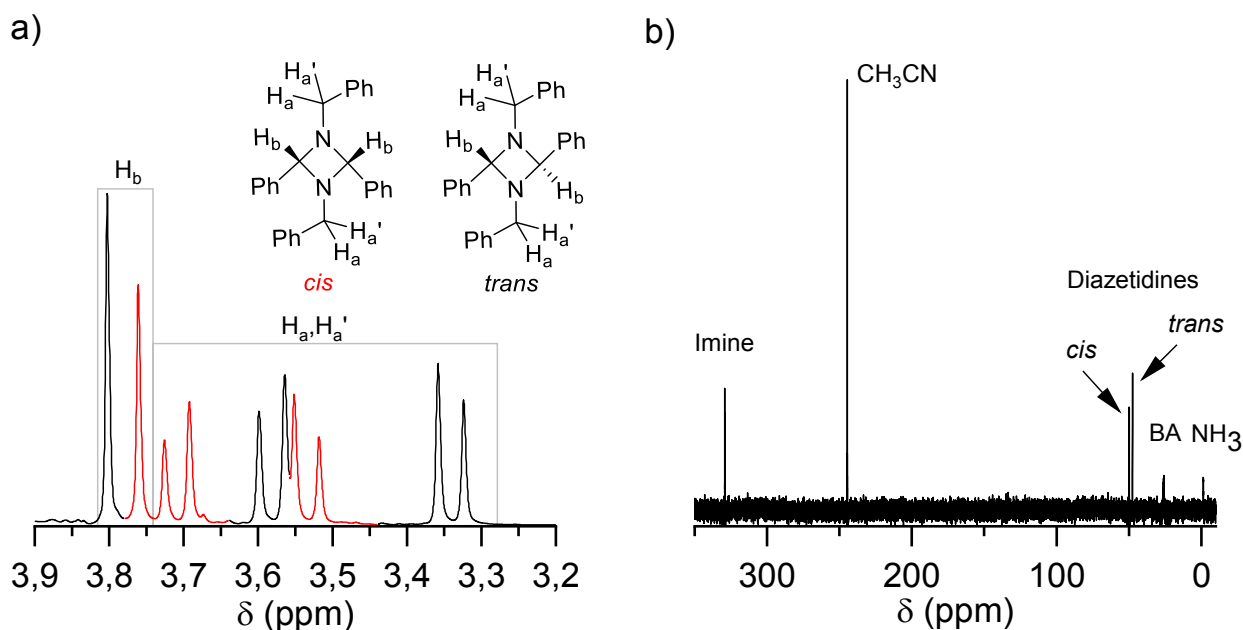 a)
H_a'
H_a
Ph
H_b
N
H_b
Ph
N
Ph
Ph
H_a'
H_a
cis
H_a'
H_a
Ph
H_b
N
Ph
Ph
N
H_b
Ph
H_a'
H_a
trans
H_b
H_a,H_a'
3,9 3,8 3,7 3,6 3,5 3,4 3,3 3,2
δ (ppm)
b)
CH₃CN
Imine
Diazetidines
cis
trans
BA NH₃
300 200 100 0
δ (ppm)